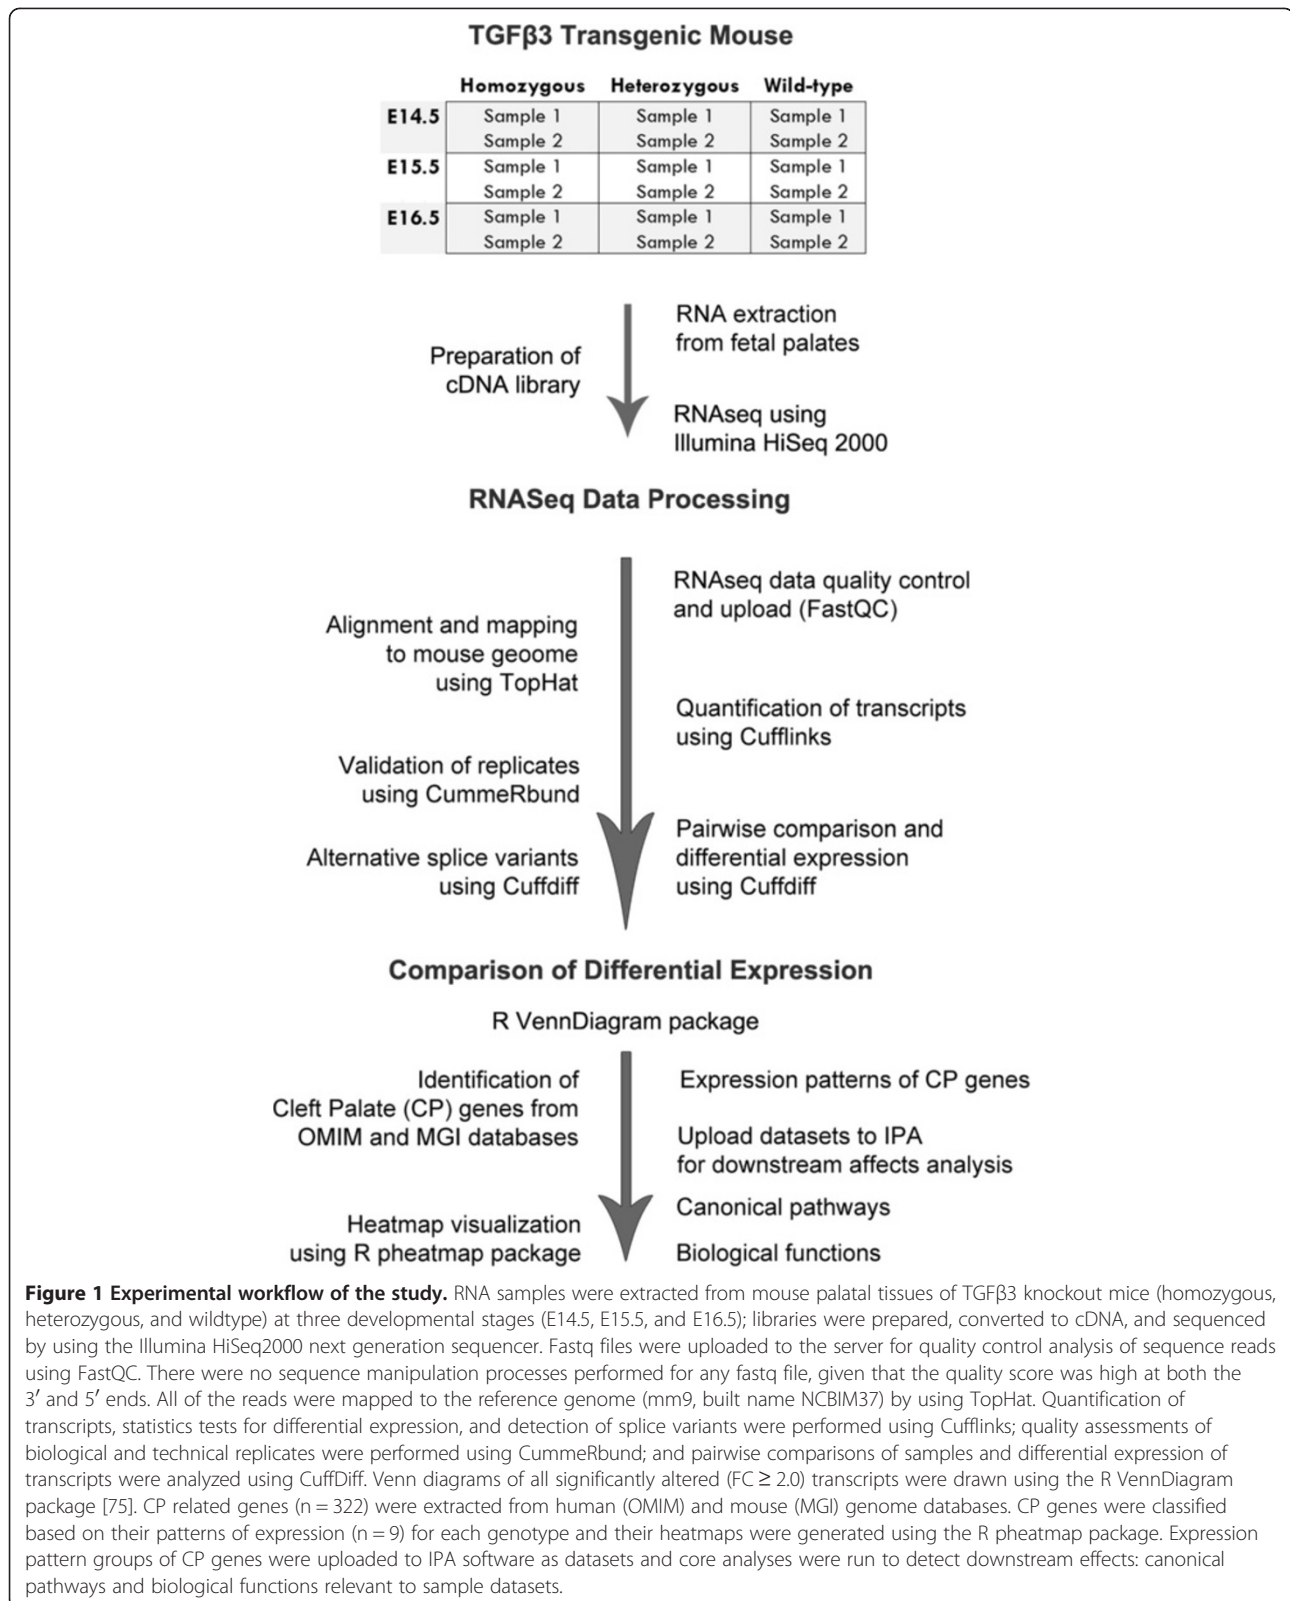 TGFβ3 Transgenic Mouse
Homozygous Heterozygous Wild-type
E14.5 Sample 1 Sample 1 Sample 1
Sample 2 Sample 2 Sample 2
E15.5 Sample 1 Sample 1 Sample 1
Sample 2 Sample 2 Sample 2
E16.5 Sample 1 Sample 1 Sample 1
Sample 2 Sample 2 Sample 2
RNA extraction
from fetal palates
Preparation of
cDNA library
RNAseq using
Illumina HiSeq 2000
RNASeq Data Processing
RNAseq data quality control
and upload (FastQC)
Alignment and mapping
to mouse geoome
using TopHat
Quantification of transcripts
using Cufflinks
Validation of replicates
using CummeRbund
Pairwise comparison and
differential expression
using Cuffdiff
Alternative splice variants
using Cuffdiff
Comparison of Differential Expression
R VennDiagram package
Identification of
Cleft Palate (CP) genes from
OMIM and MGI databases
Expression patterns of CP genes
Upload datasets to IPA
for downstream affects analysis
Canonical pathways
Heatmap visualization
using R pheatmap package
Biological functions
Figure 1 Experimental workflow of the study. RNA samples were extracted from mouse palatal tissues of TGFβ3 knockout mice (homozygous,
heterozygous, and wildtype) at three developmental stages (E14.5, E15.5, and E16.5); libraries were prepared, converted to cDNA, and sequenced
by using the Illumina HiSeq2000 next generation sequencer. Fastq files were uploaded to the server for quality control analysis of sequence reads
using FastQC. There were no sequence manipulation processes performed for any fastq file, given that the quality score was high at both the
3′ and 5′ ends. All of the reads were mapped to the reference genome (mm9, built name NCBIM37) by using TopHat. Quantification of
transcripts, statistics tests for differential expression, and detection of splice variants were performed using Cufflinks; quality assessments of
biological and technical replicates were performed using CummeRbund; and pairwise comparisons of samples and differential expression of
transcripts were analyzed using CuffDiff. Venn diagrams of all significantly altered (FC ≥ 2.0) transcripts were drawn using the R VennDiagram
package [75]. CP related genes (n = 322) were extracted from human (OMIM) and mouse (MGI) genome databases. CP genes were classified
based on their patterns of expression (n = 9) for each genotype and their heatmaps were generated using the R pheatmap package. Expression
pattern groups of CP genes were uploaded to IPA software as datasets and core analyses were run to detect downstream effects: canonical
pathways and biological functions relevant to sample datasets.